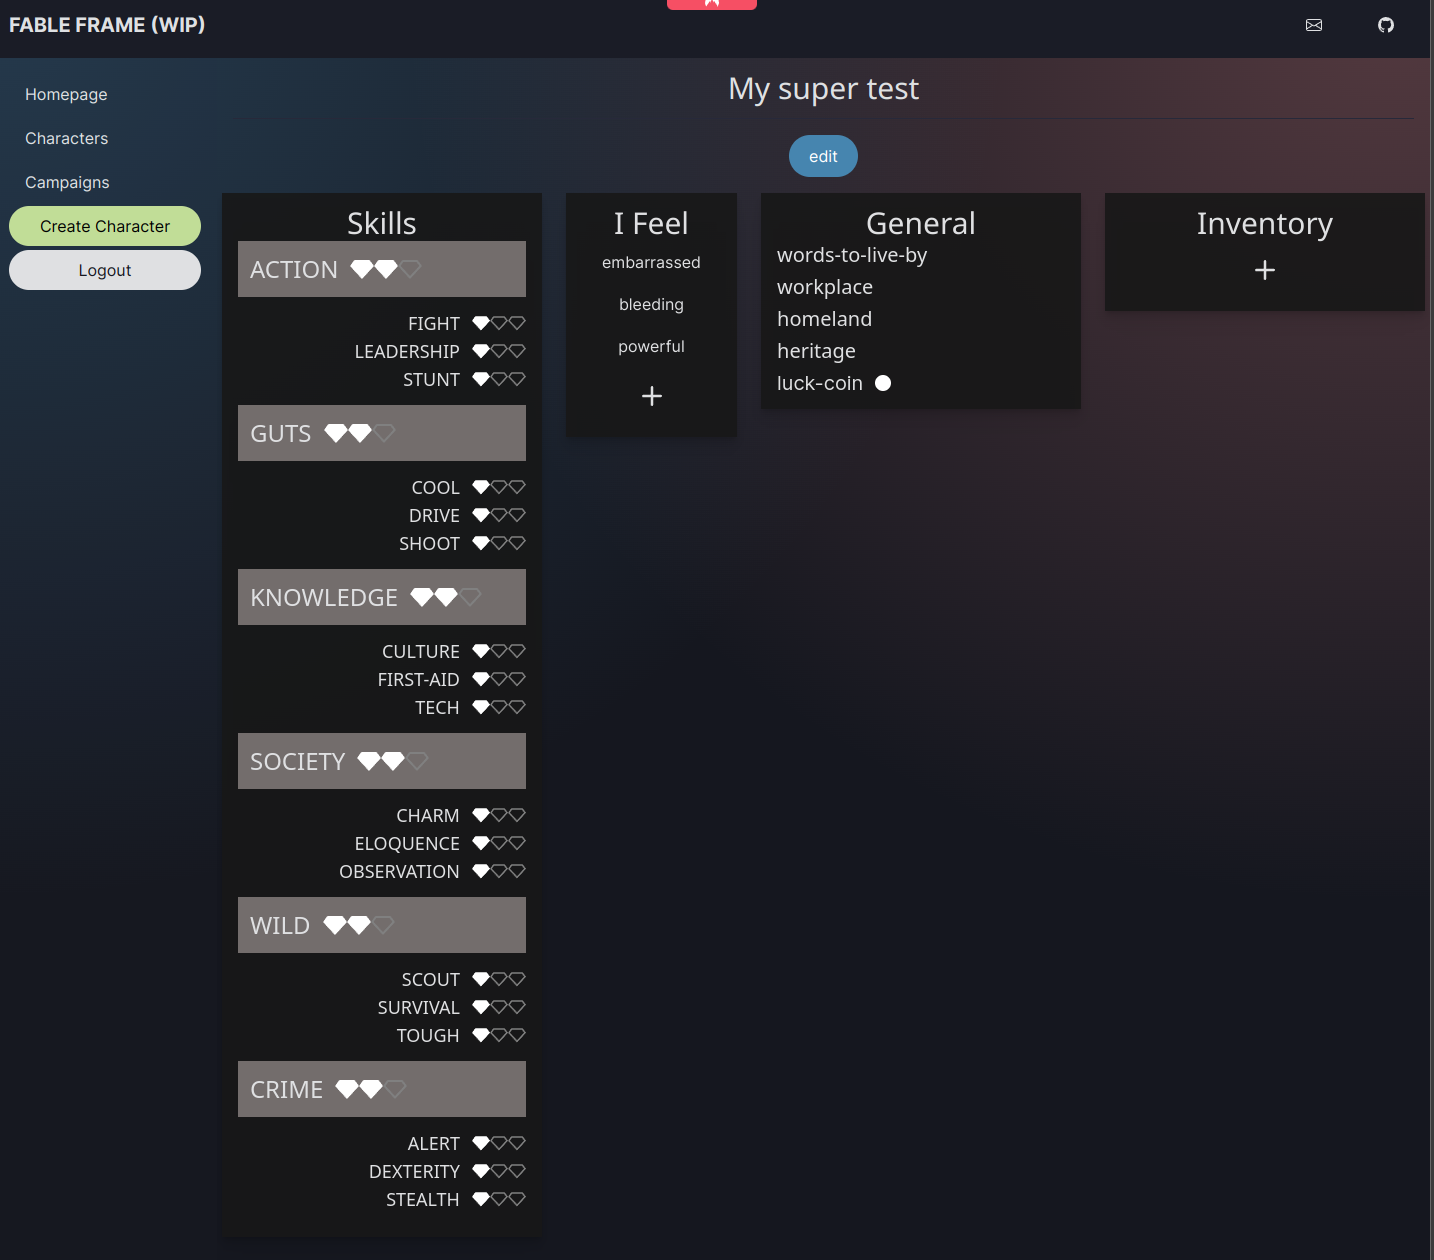 FABLE FRAME (WIP)
Homepage
Characters
Campaigns
Create Character
Logout
My super test
edit
Skills
ACTION
FIGHT
LEADERSHIP
STUNT
GUTS
COOL
DRIVE
SHOOT
KNOWLEDGE
CULTURE
FIRST-AID
TECH
SOCIETY
CHARM
ELOQUENCE
OBSERVATION
WILD
SCOUT
SURVIVAL
TOUGH
CRIME
ALERT
DEXTERITY
STEALTH
I Feel
embarrassed
bleeding
powerful
General
words-to-live-by
workplace
homeland
heritage
luck-coin
Inventory